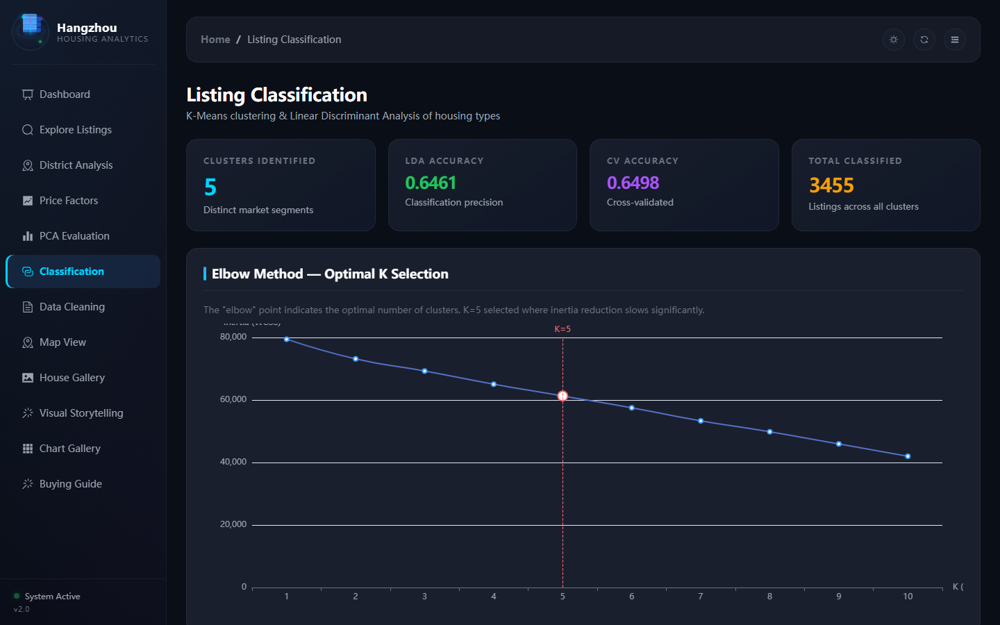 Hangzhou
HOUSING ANALYTICS
Dashboard
Explore Listings
District Analysis
Price Factors
PCA Evaluation
Classification
Data Cleaning
Map View
House Gallery
Visual Storytelling
Chart Gallery
Buying Guide
System Active
v2.0
Home / Listing Classification
Listing Classification
K-Means clustering & Linear Discriminant Analysis of housing types
CLUSTERS IDENTIFIED
5
Distinct market segments
LDA ACCURACY
0.6461
Classification precision
CV ACCURACY
0.6498
Cross-validated
TOTAL CLASSIFIED
3455
Listings across all clusters
Elbow Method — Optimal K Selection
The "elbow" point indicates the optimal number of clusters. K=5 selected where inertia reduction slows significantly.
Inertia (WCSS)
K=5
80,000
60,000
40,000
20,000
0
1 2 3 4 5 6 7 8 9 10
K (